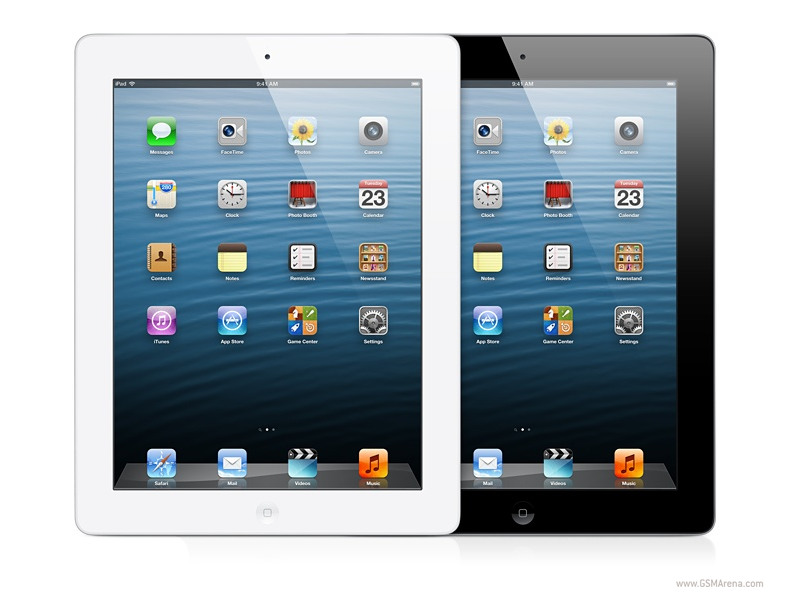 iPad 9:41 AM 9:41 AM
Messages FaceTime Photos Camera FaceTime Photos Camera
280
Tuesday Tuesday
23 23
Maps Clock Photo Booth Calendar Clock Photo Booth Calendar
Contacts Notes Reminders Newsstand Notes Reminders Newsstand
iTunes App Store Game Center Settings App Store Game Center Settings
Safari Mail Videos Music Mail Videos Music
www.GSMArena.com